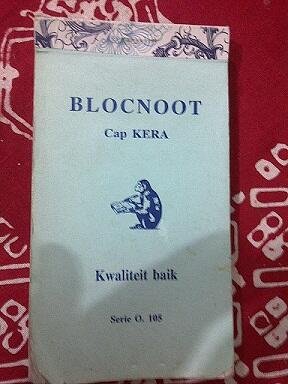 BLOCNOOT
Cap KERA
Kwaliteit baik
Serie O. 105